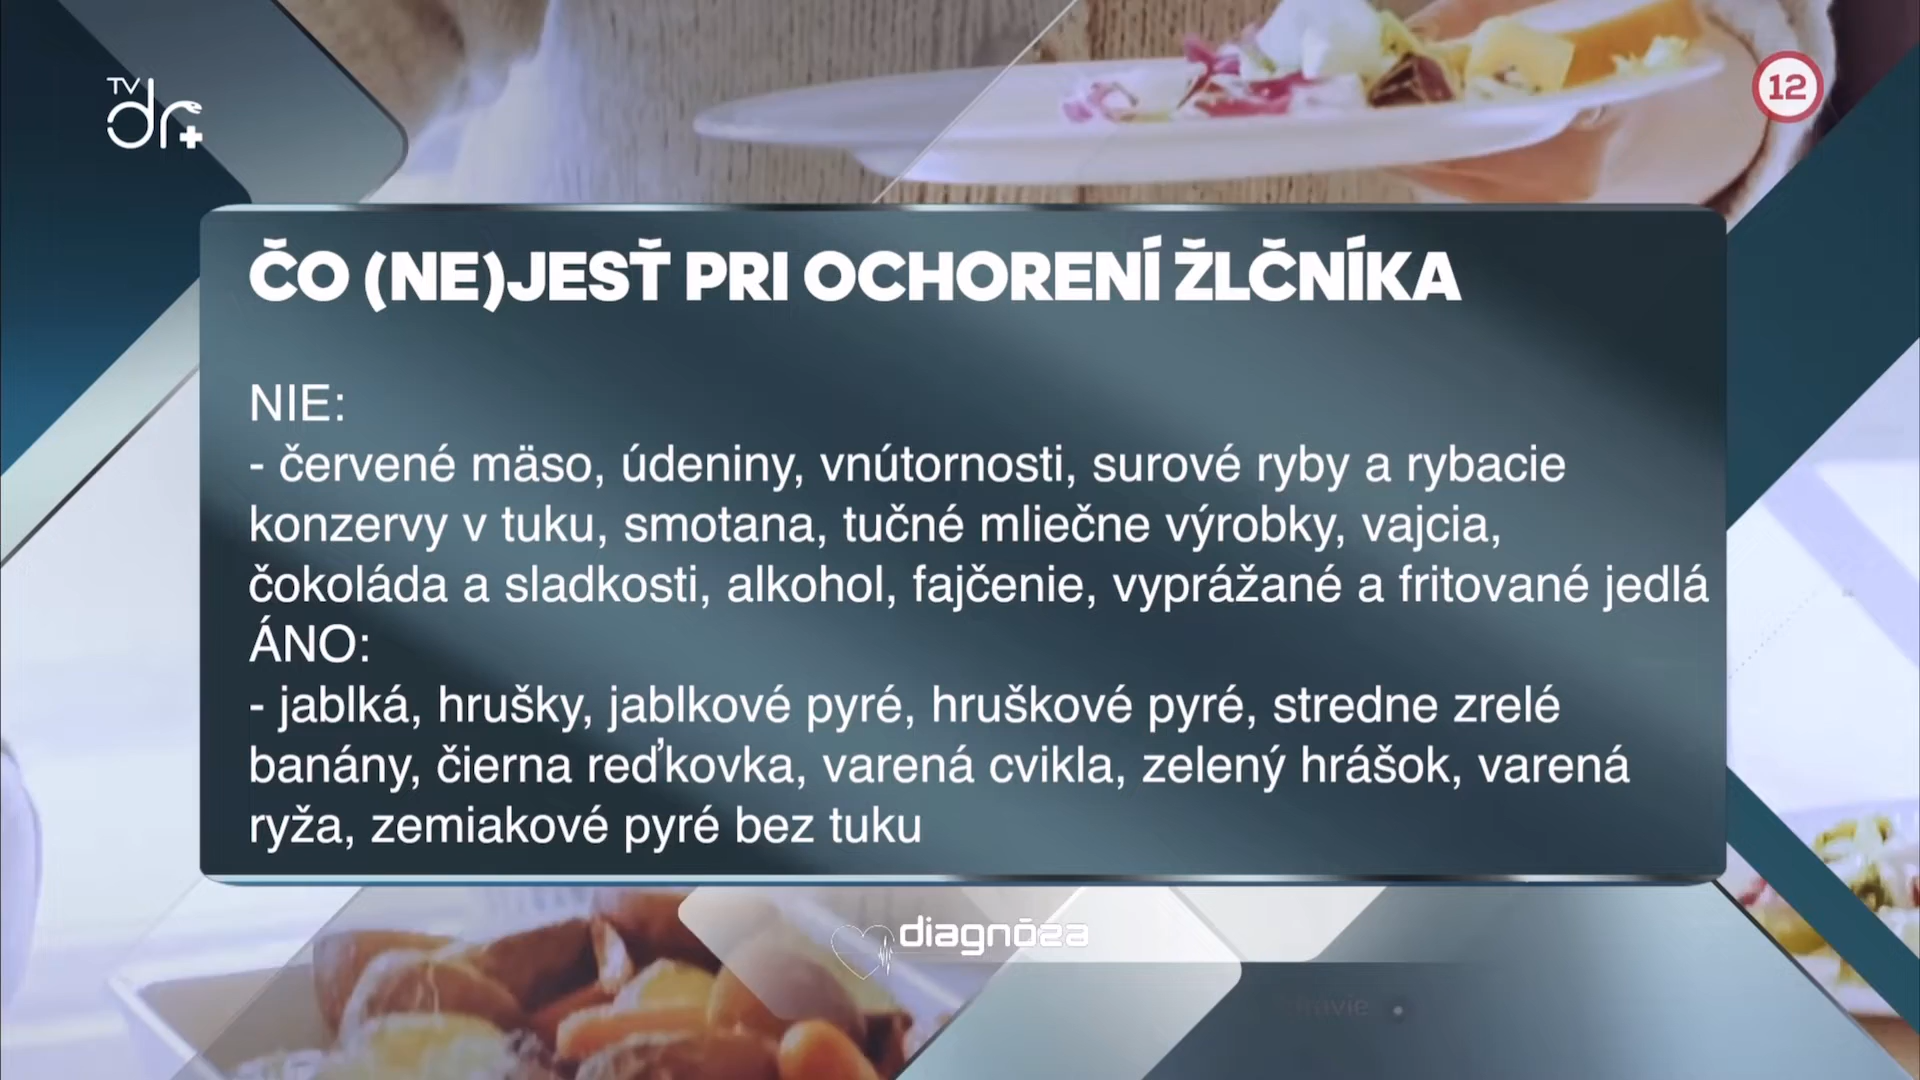 TV
dr
12
ČO (NE)JESŤ PRI OCHORENÍ ŽLČNÍKA
NIE:
- červené mäso, údeniny, vnútornosti, surové ryby a rybacie
konzervy v tuku, smotana, tučné mliečne výrobky, vajcia,
čokoláda a sladkosti, alkohol, fajčenie, vyprážané a fritované jedlá
ÁNO:
- jablká, hrušky, jablkové pyré, hruškové pyré, stredne zrelé
banány, čierna reďkovka, varená cvikla, zelený hrášok, varená
ryža, zemiakové pyré bez tuku
diagnóza